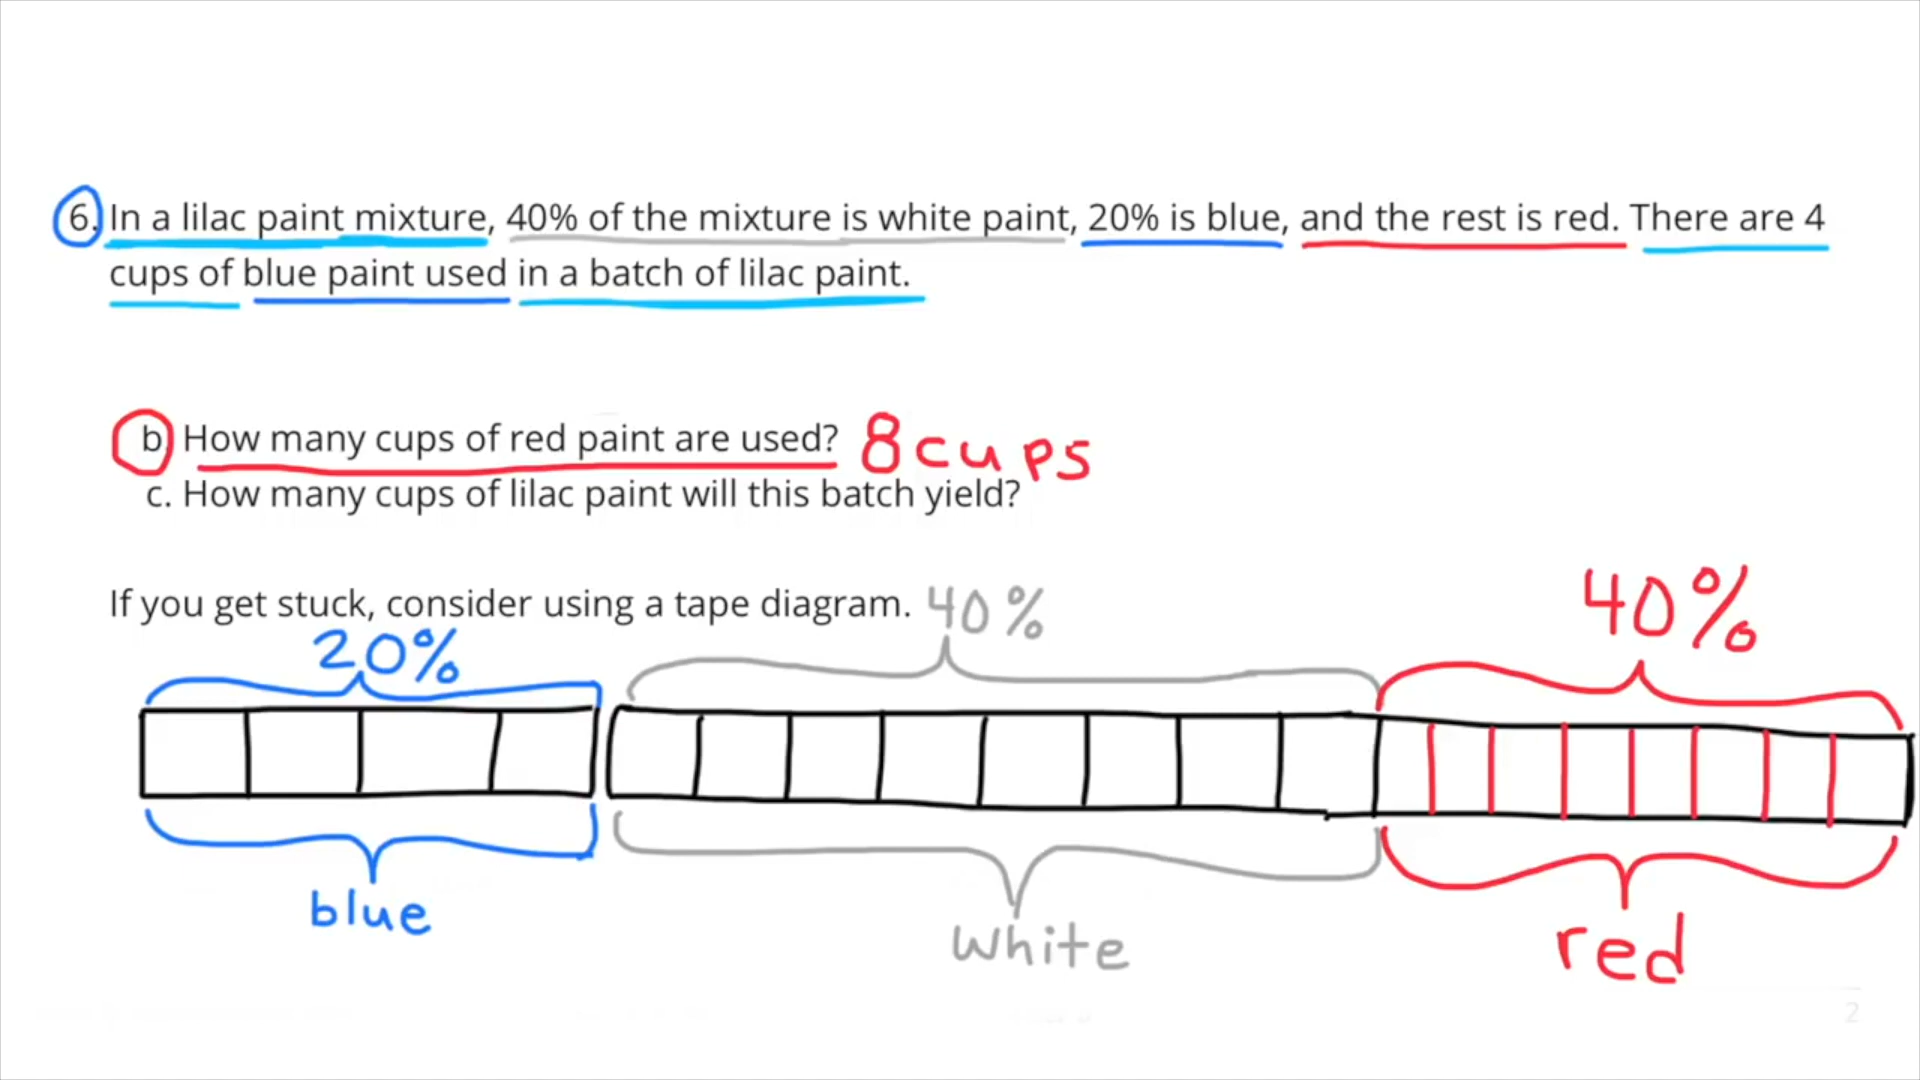 6. In a lilac paint mixture, 40% of the mixture is white paint, 20% is blue, and the rest is red. There are 4
cups of blue paint used in a batch of lilac paint.
b. How many cups of red paint are used? 8 cups
c. How many cups of lilac paint will this batch yield?
If you get stuck, consider using a tape diagram.
20% 40% 40%
blue white red
2